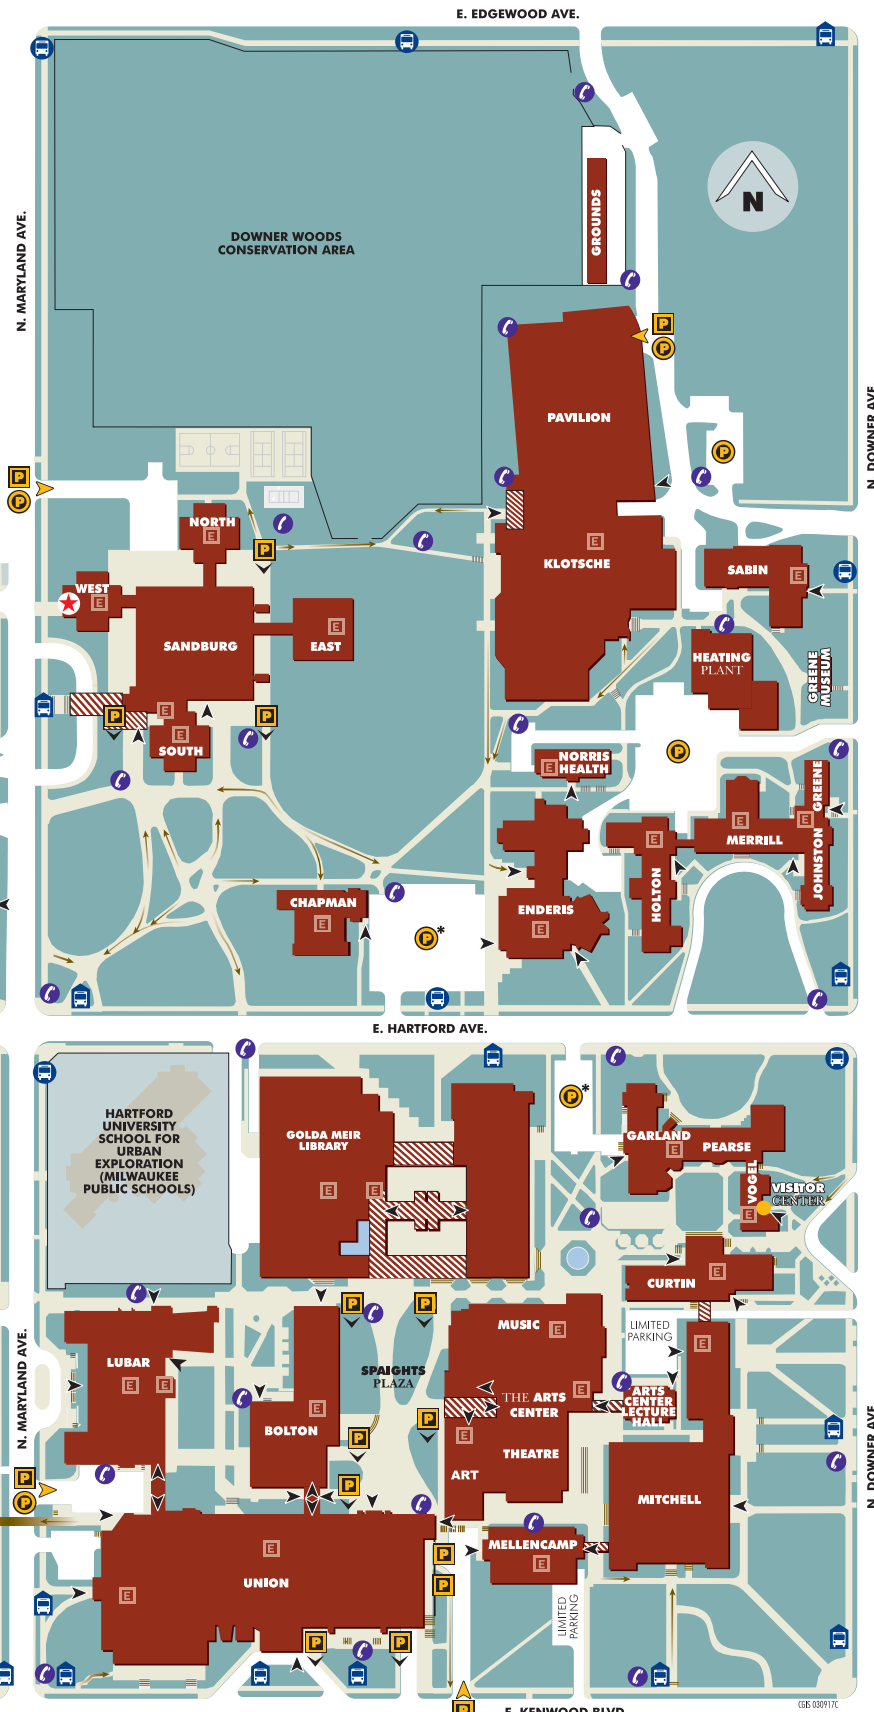 E. EDGEWOOD AVE.
N
GROUNDS
DOWNER WOODS
CONSERVATION AREA
N. MARYLAND AVE.
P
P
PAVILION
N. DOWNER AVE
P
P
P
NORTH
E
P
E
KLOTSCHE
SABIN
E
WEST
E
SANDBURG
E
EAST
HEATING
PLANT
GREENE
MUSEUM
E
P
P
E
SOUTH
P
NORRIS
HEALTH
E
GREENE
E
E
E
MERRILL
JOHNSTON
HOLTON
CHAPMAN
E
ENDERIS
E
P*
E. HARTFORD AVE.
P*
HARTFORD
UNIVERSITY
SCHOOL FOR
URBAN
EXPLORATION
(MILWAUKEE
PUBLIC SCHOOLS)
GOLDA MEIR
LIBRARY
E
E
GARLAND
E
PEARSE
VOGEL
VISITOR
CENTER
E
CURTIN
E
P
P
MUSIC
E
LIMITED
PARKING
E
N. MARYLAND AVE.
LUBAR
E
E
SPAIGHTS
PLAZA
E
THE ARTS
CENTER
ARTS
CENTER
LECTURE
HALL
E
BOLTON
P
P
E
THEATRE
ART
N. DOWNER AVE
P
P
P
MITCHELL
MELLENCAMP
E
E
P
P
UNION
E
LIMITED
PARKING
P
P
P
E. KENWOOD BLVD.
CGIS 030917C